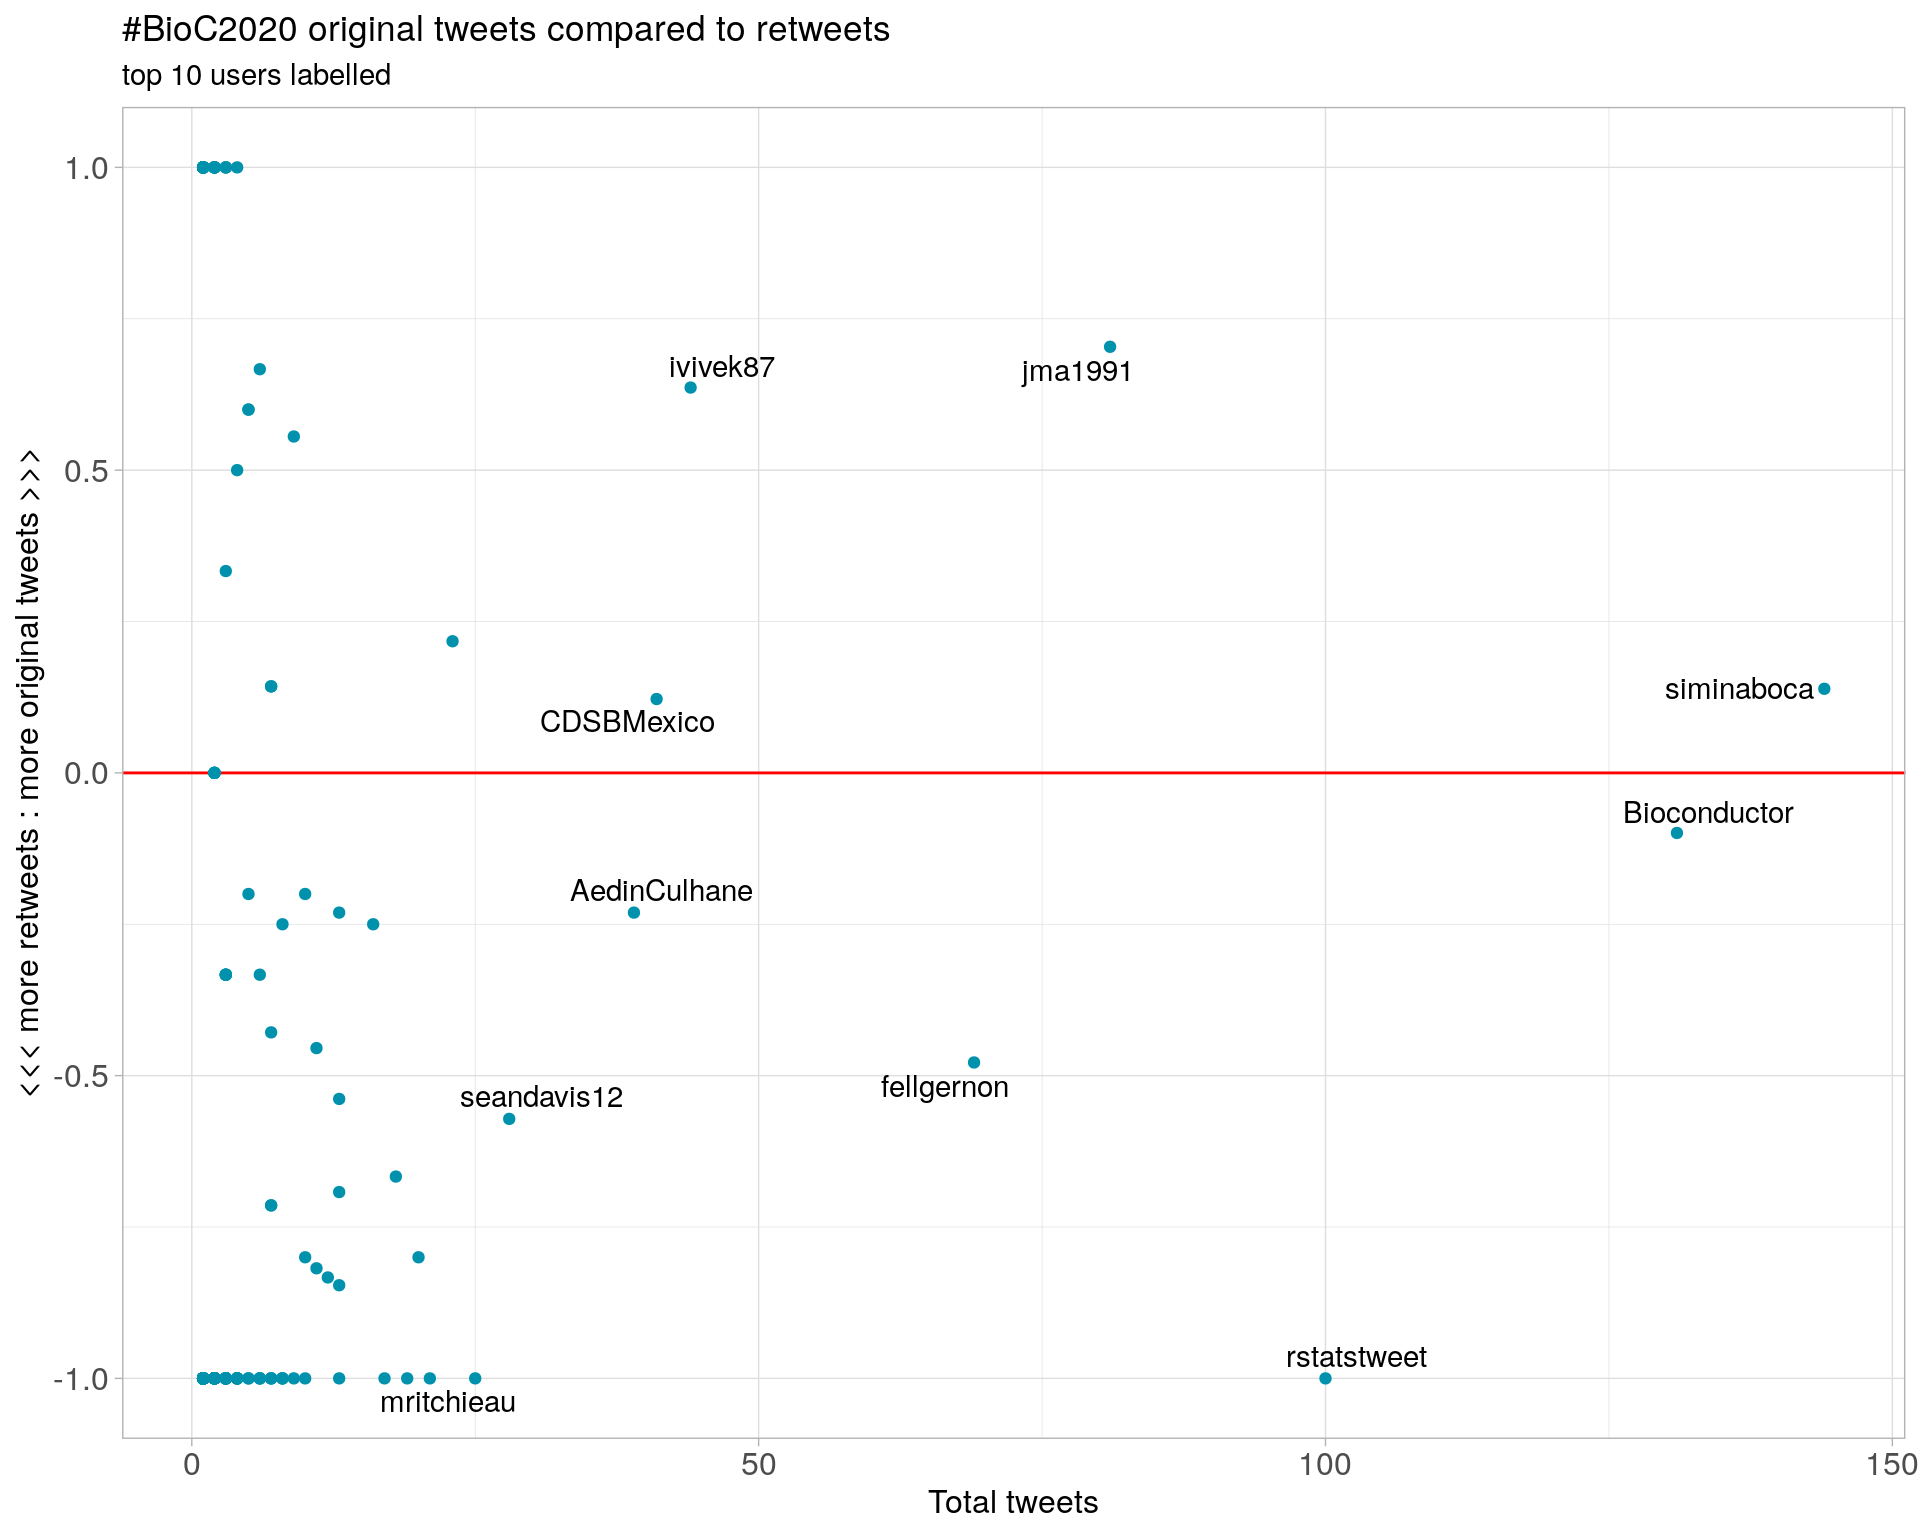 #BioC2020 original tweets compared to retweets
top 10 users labelled
<<< more retweets : more original tweets >>>
1.0
0.5
0.0
-0.5
-1.0
ivivek87
jma1991
siminaboca
CDSBMexico
Bioconductor
AedinCulhane
fellgernon
seandavis12
rstatstweet
mritchieau
0 50 100 150
Total tweets